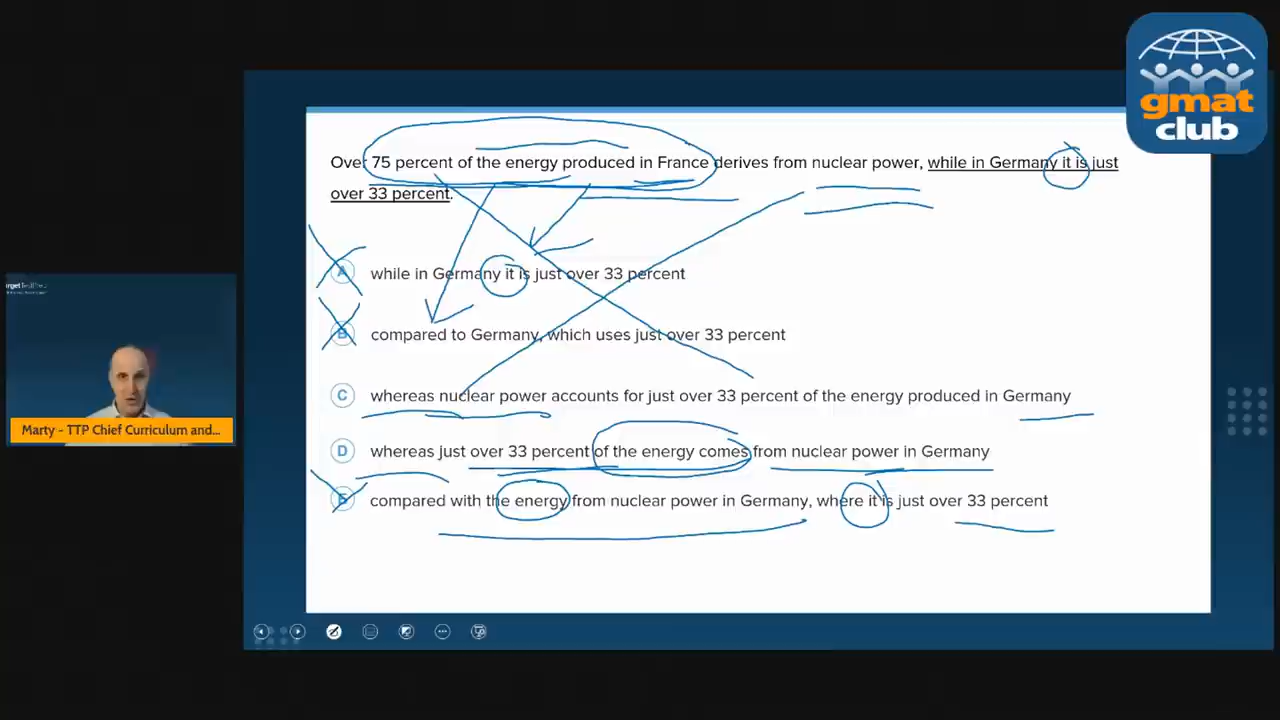 gmat
club
Over 75 percent of the energy produced in France derives from nuclear power, while in Germany it is just
over 33 percent.
A while in Germany it is just over 33 percent
B compared to Germany, which uses just over 33 percent
C whereas nuclear power accounts for just over 33 percent of the energy produced in Germany
D whereas just over 33 percent of the energy comes from nuclear power in Germany
E compared with the energy from nuclear power in Germany, where it is just over 33 percent
Marty - TTP Chief Curriculum and...